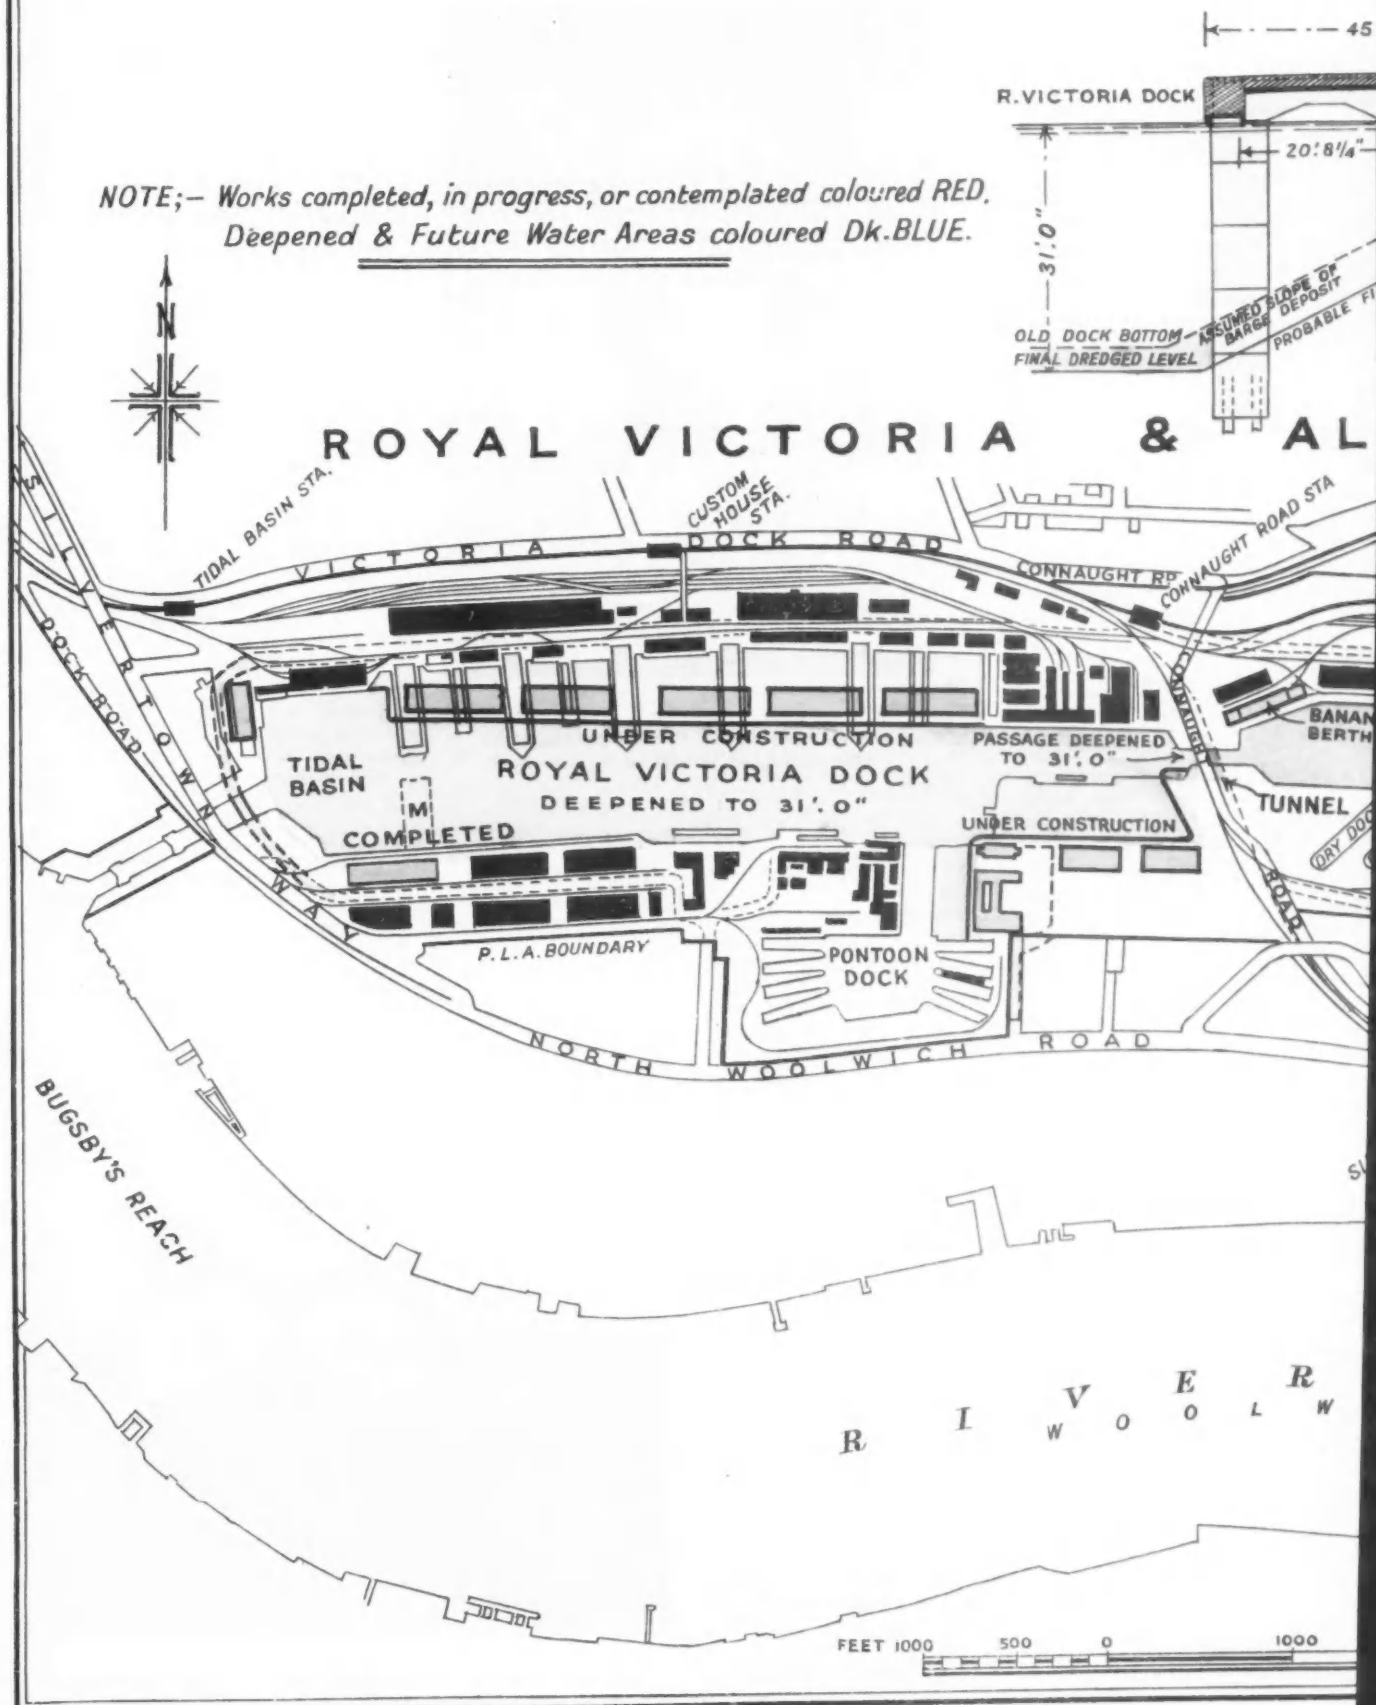 45
R. VICTORIA DOCK
20'.8¼"
31'.0"
OLD DOCK BOTTOM
ASSUMED SLOPE OF
BARGE DEPOSIT
FINAL DREDGED LEVEL
PROBABLE
NOTE;- Works completed, in progress, or contemplated coloured RED.
Deepened & Future Water Areas coloured Dk.BLUE.
N
ROYAL VICTORIA & AL
SILVERTOWN WAY
TIDAL BASIN STA.
CUSTOM
HOUSE
STA.
CONNAUGHT ROAD STA
VICTORIA DOCK ROAD
CONNAUGHT RD
DOCK ROAD
CONNAUGHT ROAD
BANAN
BERTH
UNDER CONSTRUCTION
PASSAGE DEEPENED
TO 31'.0"
TIDAL
BASIN
ROYAL VICTORIA DOCK
DEEPENED TO 31'.0"
M
TUNNEL
COMPLETED
UNDER CONSTRUCTION
DRY DOC
P.L.A. BOUNDARY
PONTOON
DOCK
NORTH WOOLWICH ROAD
BUGSBY'S REACH
RIVER
WOOLW
FEET 1000 500 0 1000